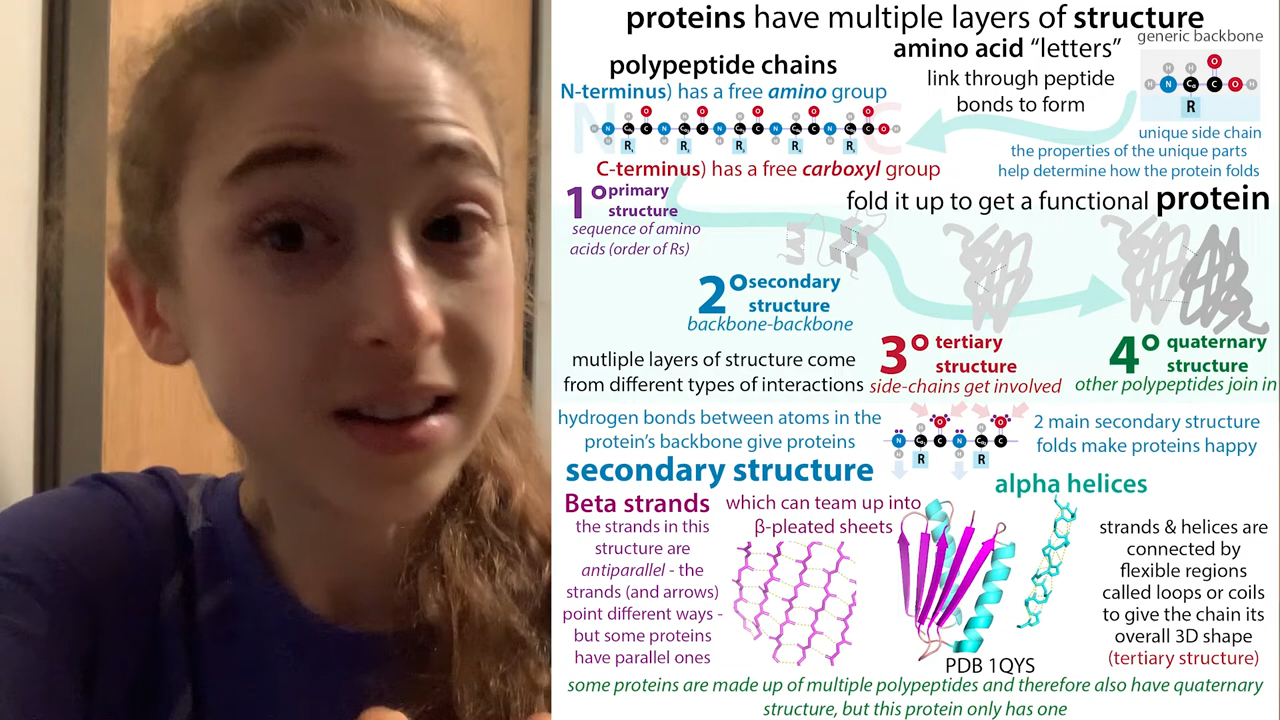 proteins have multiple layers of structure
generic backbone
amino acid “letters”
link through peptide
bonds to form
H H O
H N Cα C O H
H R
unique side chain
the properties of the unique parts
help determine how the protein folds
polypeptide chains
N-terminus) has a free amino group
N C
C-terminus) has a free carboxyl group
1° primary
structure
sequence of amino
acids (order of Rs)
fold it up to get a functional protein
2° secondary
structure
backbone-backbone
3° tertiary
structure
side-chains get involved
4° quaternary
structure
other polypeptides join in
mutliple layers of structure come
from different types of interactions
hydrogen bonds between atoms in the
protein’s backbone give proteins
secondary structure
2 main secondary structure
folds make proteins happy
Beta strands
which can team up into
β-pleated sheets
the strands in this
structure are
antiparallel - the
strands (and arrows)
point different ways -
but some proteins
have parallel ones
alpha helices
PDB 1QYS
strands & helices are
connected by
flexible regions
called loops or coils
to give the chain its
overall 3D shape
(tertiary structure)
some proteins are made up of multiple polypeptides and therefore also have quaternary
structure, but this protein only has one